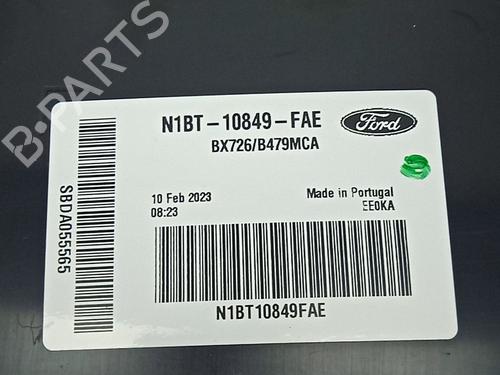 B-PARTS
N1BT-10849-FAE
Ford
BX726/B479MCA
10 Feb 2023
08:23
Made in Portugal
EE0KA
SBDA055565
N1BT10849FAE